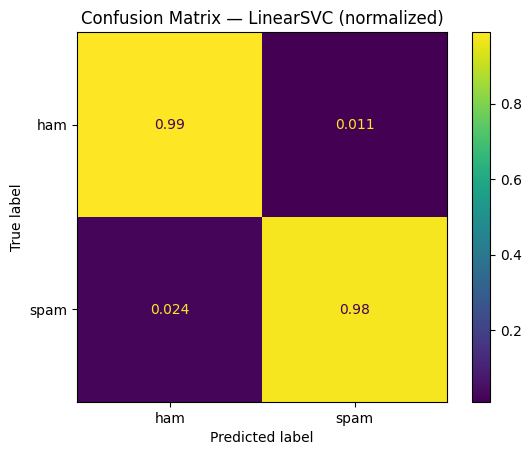 Confusion Matrix — LinearSVC (normalized)
True label
ham
0.99
0.011
spam
0.024
0.98
ham
spam
Predicted label
0.8
0.6
0.4
0.2